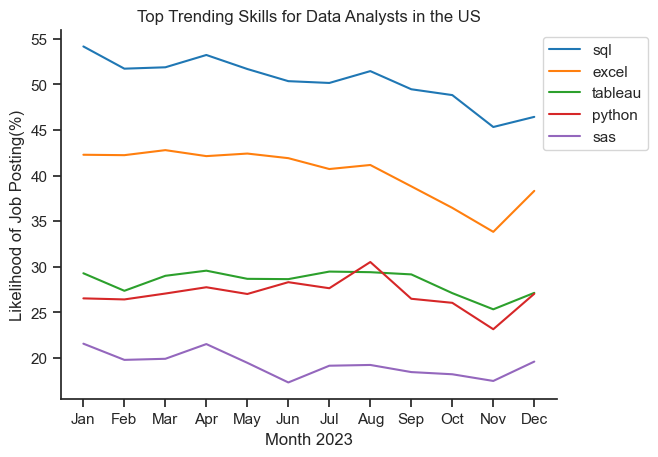 Top Trending Skills for Data Analysts in the US
55
50
45
40
35
30
25
20
Likelihood of Job Posting(%)
Jan Feb Mar Apr May Jun Jul Aug Sep Oct Nov Dec
Month 2023
sql
excel
tableau
python
sas